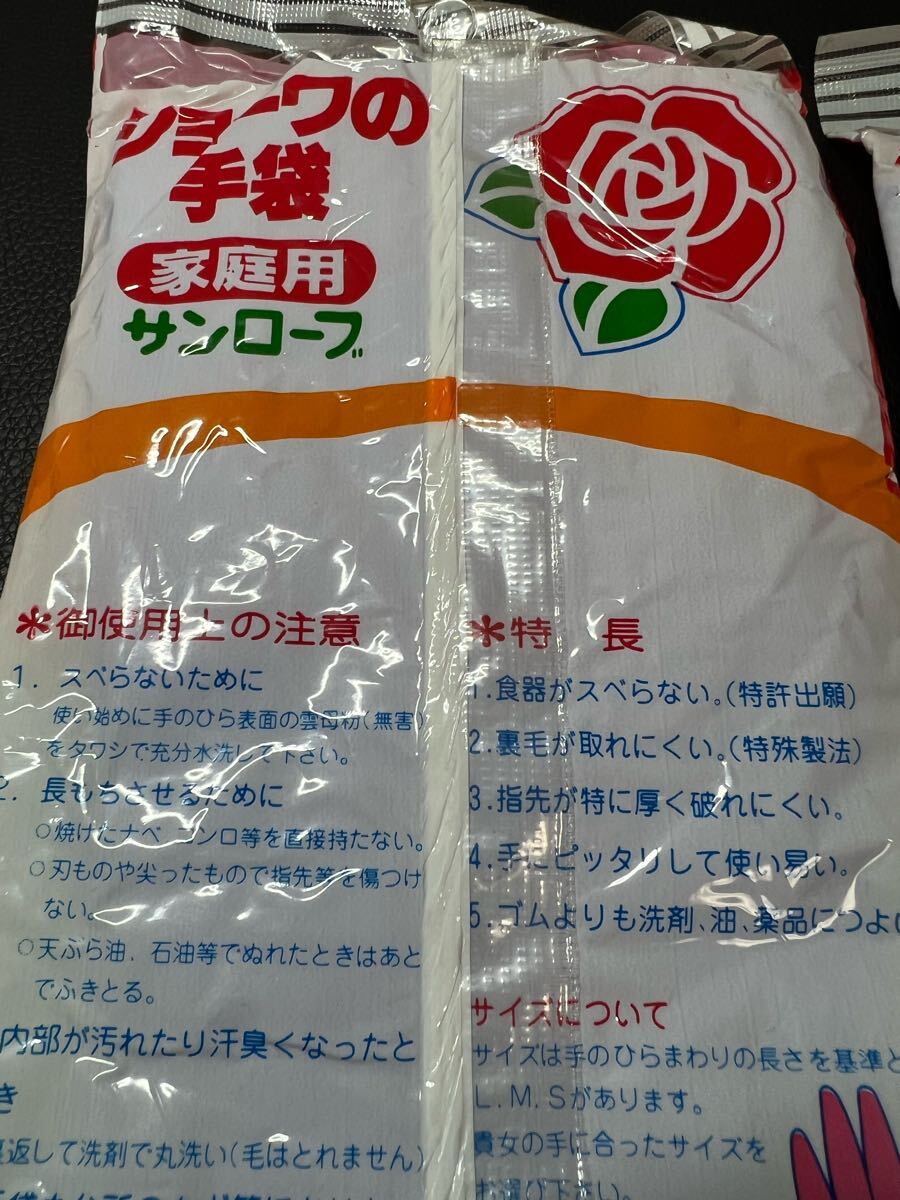 ショーワの
手袋
家庭用
サンローブ
*御使用上の注意
1. スベらないために
使い始めに手のひら表面の雲母粉(無害)
をタワシで充分水洗して下さい。
2. 長もちさせるために
○焼けたナベ コンロ等を直接持たない。
○刃ものや尖ったもので指先等を傷つけ
ない。
○天ぷら油、石油等でぬれたときはあと
でふきとる。
内部が汚れたり汗臭くなったと
き
返して洗剤で丸洗い(毛はとれません)
*特 長
1.食器がスベらない。(特許出願)
2.裏毛が取れにくい。(特殊製法)
3.指先が特に厚く破れにくい。
4.手にピッタリして使い易い。
5.ゴムよりも洗剤、油、薬品につよい
サイズについて
サイズは手のひらまわりの長さを基準と
L.M.Sがあります。
貴女の手に合ったサイズを
お選び下さい。